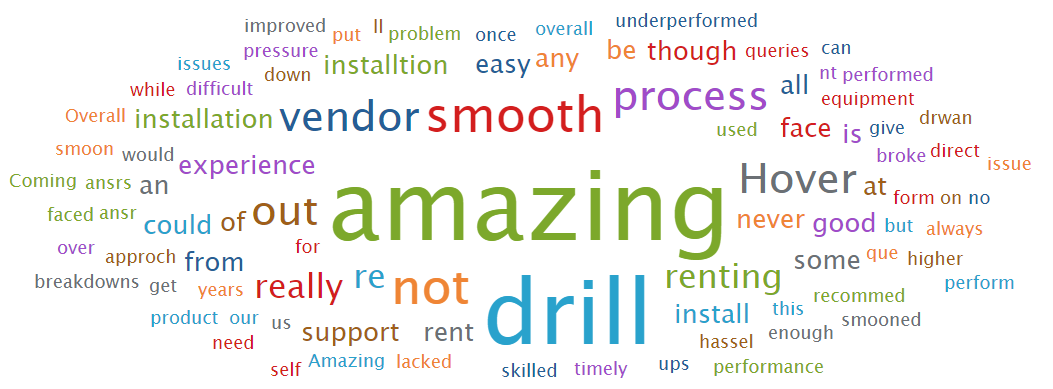 improved put ll problem once overall underperformed
pressure issues down installtion easy any be though queries can
while difficult all nt performed
Overall installation vendor smooth process equipment
used face is give drwan
smoon would experience broke direct issue
Coming ansrs an amazing Hover at form on no
faced ansr could of out never good but always
over approch for from some que higher
breakdowns get years really re not drill renting perform
product our us support rent install this recommed
need enough smooned
hassel
self Amazing lacked skilled timely ups performance